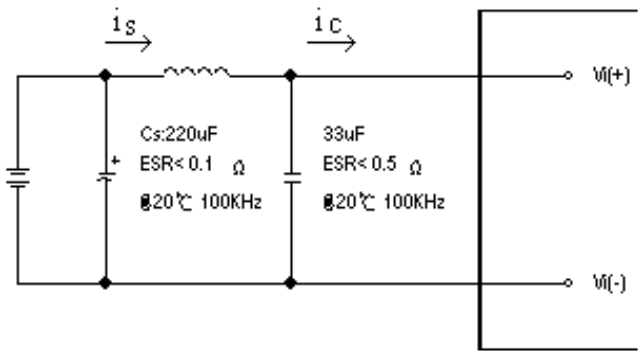 is
ic
Vi(+)
Cs:220uF
ESR<0.1 Ω
20℃ 100KHz
33uF
ESR<0.5 Ω
20℃ 100KHz
+
Vi(-)